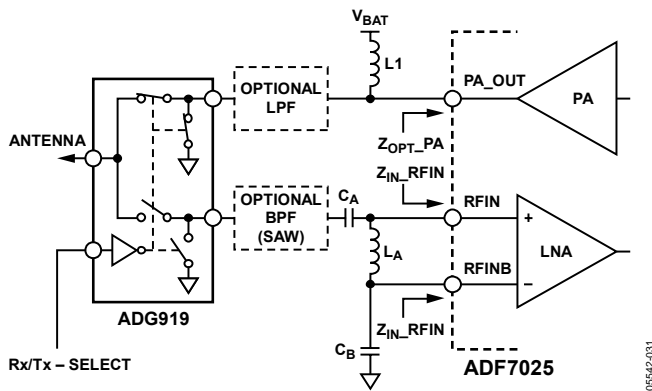 V_BAT
L1
OPTIONAL
LPF
PA_OUT
PA
Z_OPT_PA
ANTENNA
Z_IN_RFIN
C_A
OPTIONAL
BPF
(SAW)
RFIN
+
L_A
LNA
RFINB
–
Z_IN_RFIN
C_B
ADG919
ADF7025
Rx/Tx – SELECT
05542-031